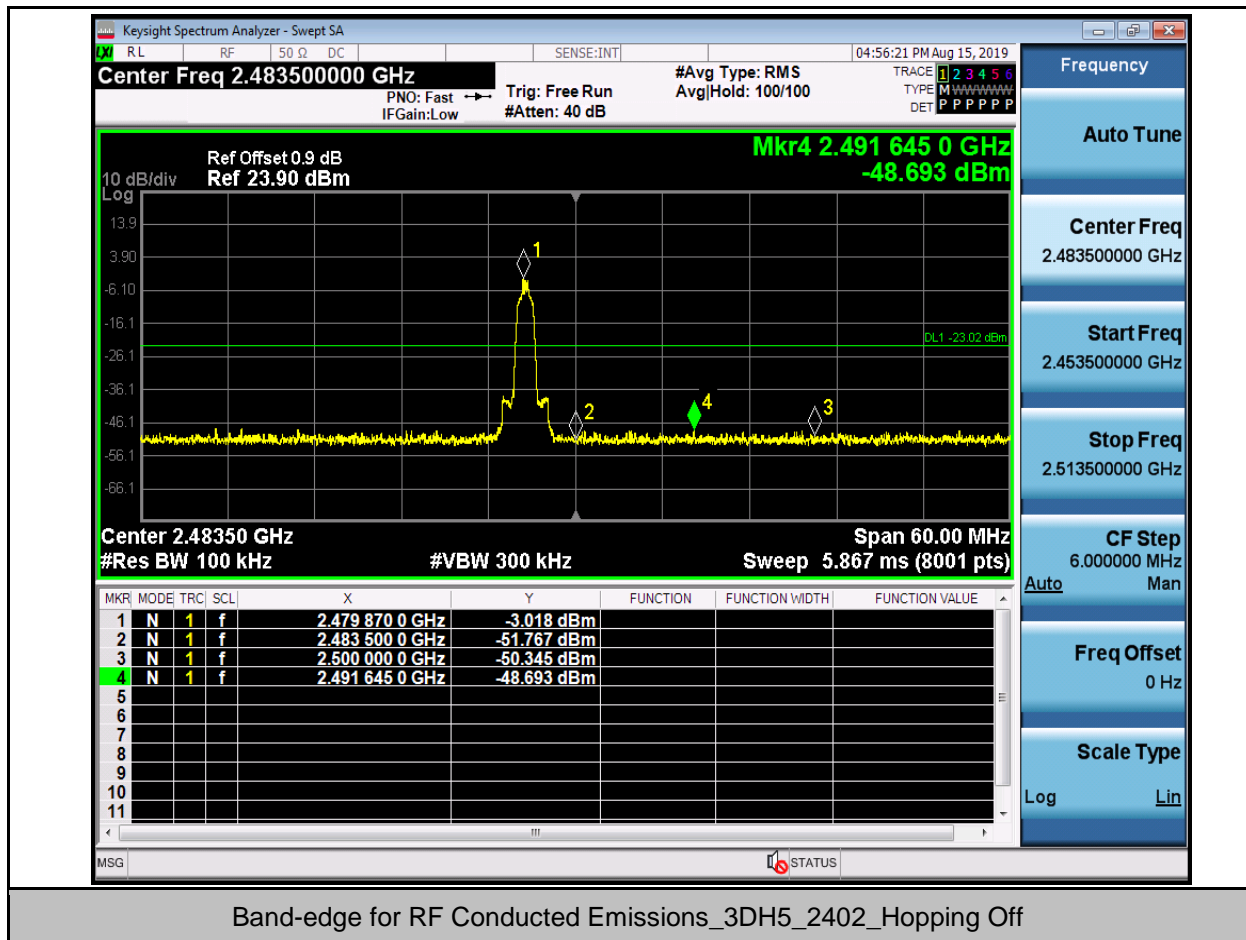 Keysight Spectrum Analyzer - Swept SA
LXI RL RF 50 Ω DC SENSE:INT 04:56:21 PM Aug 15, 2019
Center Freq 2.483500000 GHz
PNO: Fast
IFGain:Low
Trig: Free Run
#Atten: 40 dB
#Avg Type: RMS
Avg|Hold: 100/100
TRACE 1 2 3 4 5 6
TYPE M WWWWW
DET P P P P P P
Frequency
Auto Tune
Center Freq
2.483500000 GHz
Start Freq
2.453500000 GHz
Stop Freq
2.513500000 GHz
CF Step
6.000000 MHz
Auto Man
Freq Offset
0 Hz
Scale Type
Log Lin
Mkr4 2.491 645 0 GHz
-48.693 dBm
Ref Offset 0.9 dB
10 dB/div Ref 23.90 dBm
Log
13.9
3.90
-6.10
-16.1
-26.1
-36.1
-46.1
-56.1
-66.1
1
2
4
3
DL1 -23.02 dBm
Center 2.48350 GHz Span 60.00 MHz
#Res BW 100 kHz #VBW 300 kHz Sweep 5.867 ms (8001 pts)
MKR MODE TRC SCL X Y FUNCTION FUNCTION WIDTH FUNCTION VALUE
1 N 1 f 2.479 870 0 GHz -3.018 dBm
2 N 1 f 2.483 500 0 GHz -51.767 dBm
3 N 1 f 2.500 000 0 GHz -50.345 dBm
4 N 1 f 2.491 645 0 GHz -48.693 dBm
5
6
7
8
9
10
11
MSG STATUS
Band-edge for RF Conducted Emissions_3DH5_2402_Hopping Off